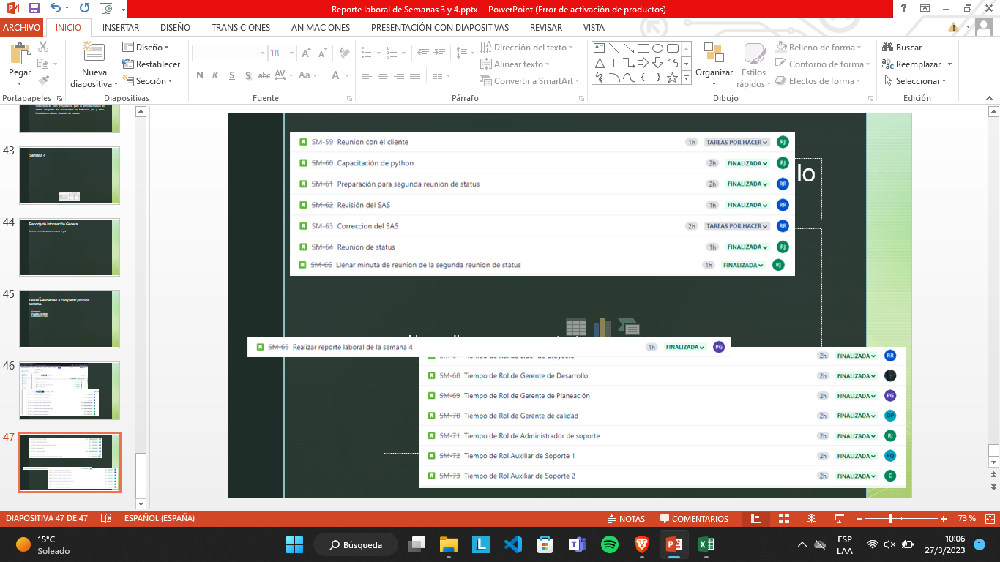 Reporte laboral de Semanas 3 y 4.pptx - PowerPoint (Error de activación de productos)
ARCHIVO INICIO INSERTAR DISEÑO TRANSICIONES ANIMACIONES PRESENTACIÓN CON DIAPOSITIVAS REVISAR VISTA
Pegar
Nueva diapositiva
Diseño
Restablecer
Sección
18
N K S S abc AV Aa A
Dirección del texto
Alinear texto
Convertir a SmartArt
Organizar
Estilos rápidos
Relleno de forma
Contorno de forma
Efectos de forma
Buscar
Reemplazar
Seleccionar
Portapapeles Diapositivas Fuente Párrafo Dibujo Edición
43
Semana 4
44
Reporte de Información General
45
Tareas Pendientes a completar próxima semana.
46
47
SM-59 Reunion con el cliente 1h TAREAS POR HACER RJ
SM-60 Capacitación de python 2h FINALIZADA RJ
SM-61 Preparación para segunda reunion de status 2h FINALIZADA RR
SM-62 Revisión del SAS 1h FINALIZADA RR
SM-63 Correccion del SAS 2h TAREAS POR HACER RR
SM-64 Reunion de status 1h FINALIZADA RJ
SM-66 Llenar minuta de reunion de la segunda reunion de status 1h FINALIZADA RJ
lo
SM-65 Realizar reporte laboral de la semana 4 1h FINALIZADA PG
2h FINALIZADA RR
SM-68 Tiempo de Rol de Gerente de Desarrollo 2h FINALIZADA
SM-69 Tiempo de Rol de Gerente de Planeación 2h FINALIZADA PG
SM-70 Tiempo de Rol de Gerente de calidad 2h FINALIZADA OP
SM-71 Tiempo de Rol de Administrador de soporte 2h FINALIZADA RJ
SM-72 Tiempo de Rol Auxiliar de Soporte 1 2h FINALIZADA RO
SM-73 Tiempo de Rol Auxiliar de Soporte 2 2h FINALIZADA C
DIAPOSITIVA 47 DE 47 ESPAÑOL (ESPAÑA) NOTAS COMENTARIOS 73 %
15°C
Soleado
Búsqueda
ESP
LAA
10:06
27/3/2023
1